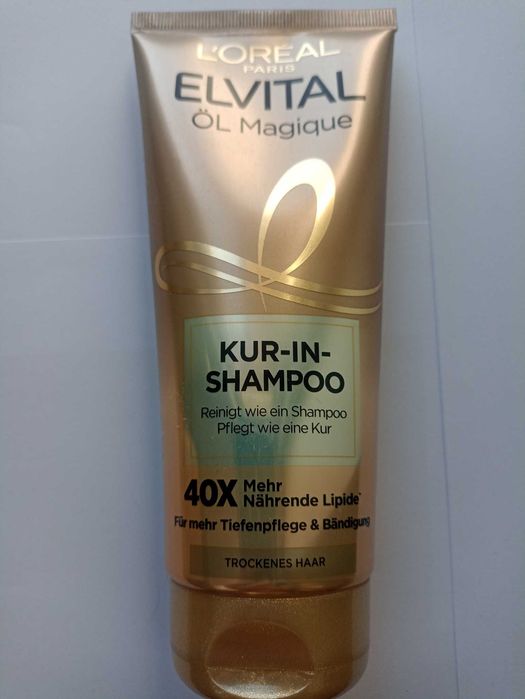 L'ORÉAL
PARIS
ELVITAL
ÖL Magique
KUR-IN-
SHAMPOO
Reinigt wie ein Shampoo
Pflegt wie eine Kur
40X Mehr
Nährende Lipide*
Für mehr Tiefenpflege & Bändigung
TROCKENES HAAR